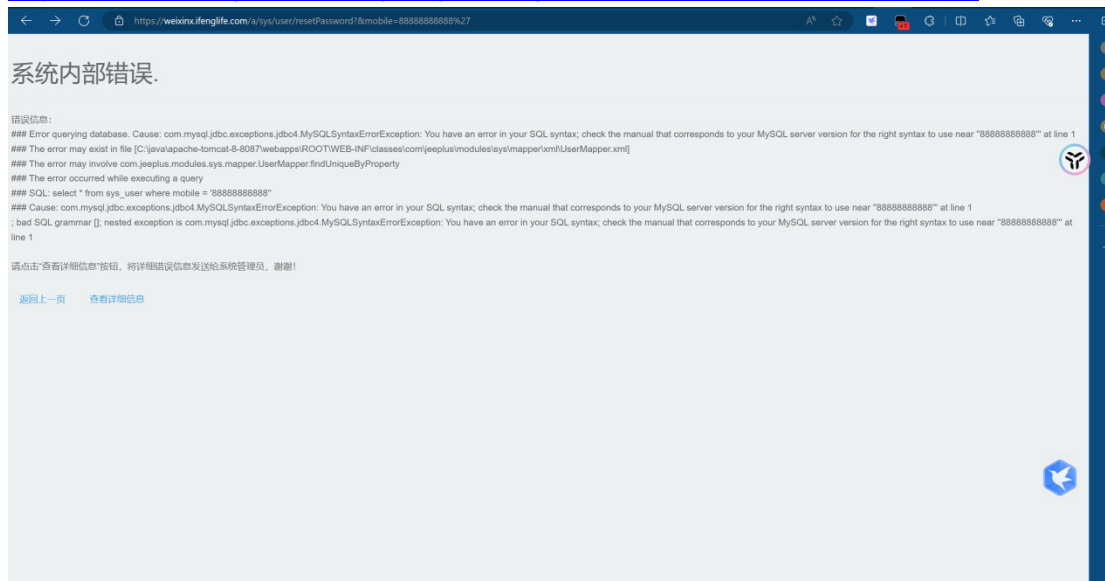 https://weixinx.ifenglife.com/a/sys/user/resetPassword?&mobile=88888888888%27
系统内部错误.
错误信息:
### Error querying database. Cause: com.mysql.jdbc.exceptions.jdbc4.MySQLSyntaxErrorException: You have an error in your SQL syntax; check the manual that corresponds to your MySQL server version for the right syntax to use near '88888888888'' at line 1
### The error may exist in file [C:\java\apache-tomcat-8-8087\webapps\ROOT\WEB-INF\classes\com\jeeplus\modules\sys\mapper\xml\UserMapper.xml]
### The error may involve com.jeeplus.modules.sys.mapper.UserMapper.findUniqueByProperty
### The error occurred while executing a query
### SQL: select * from sys_user where mobile = '88888888888''
### Cause: com.mysql.jdbc.exceptions.jdbc4.MySQLSyntaxErrorException: You have an error in your SQL syntax; check the manual that corresponds to your MySQL server version for the right syntax to use near ''88888888888''' at line 1
; bad SQL grammar []; nested exception is com.mysql.jdbc.exceptions.jdbc4.MySQLSyntaxErrorException: You have an error in your SQL syntax; check the manual that corresponds to your MySQL server version for the right syntax to use near ''88888888888''' at
line 1
请点击"查看详细信息"按钮，将详细错误信息发送给系统管理员，谢谢！
返回上一页 查看详细信息